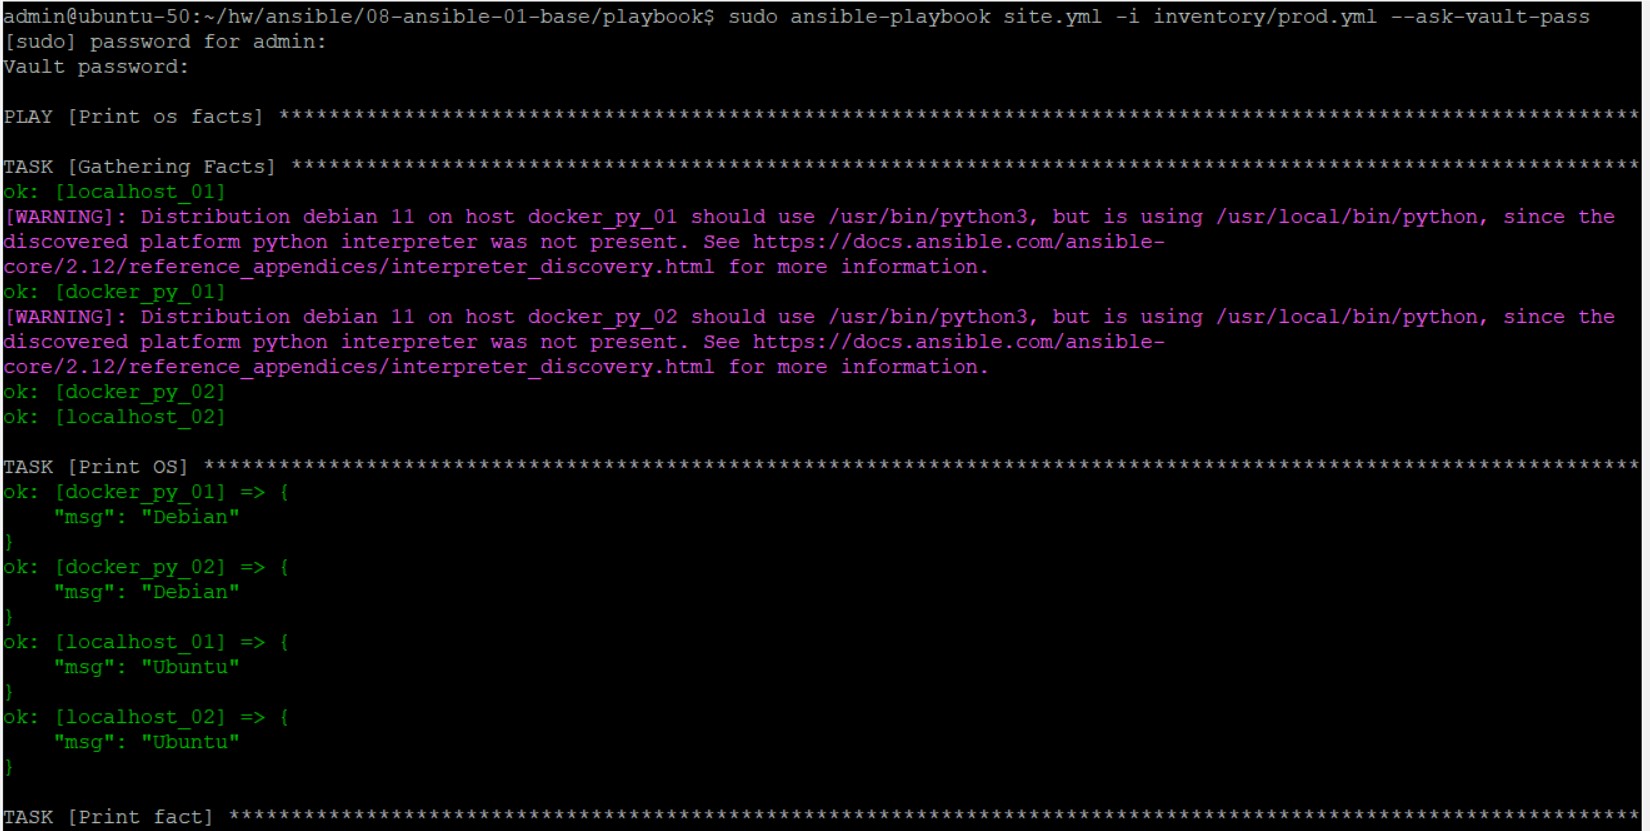 admin@ubuntu-50:~/hw/ansible/08-ansible-01-base/playbook$ sudo ansible-playbook site.yml -i inventory/prod.yml --ask-vault-pass
[sudo] password for admin:
Vault password:
PLAY [Print os facts] *************************************************************************************************************
TASK [Gathering Facts] ************************************************************************************************************
ok: [localhost_01]
[WARNING]: Distribution debian 11 on host docker_py_01 should use /usr/bin/python3, but is using /usr/local/bin/python, since the
discovered platform python interpreter was not present. See https://docs.ansible.com/ansible-
core/2.12/reference_appendices/interpreter_discovery.html for more information.
ok: [docker_py_01]
[WARNING]: Distribution debian 11 on host docker_py_02 should use /usr/bin/python3, but is using /usr/local/bin/python, since the
discovered platform python interpreter was not present. See https://docs.ansible.com/ansible-
core/2.12/reference_appendices/interpreter_discovery.html for more information.
ok: [docker_py_02]
ok: [localhost_02]
TASK [Print OS] *******************************************************************************************************************
ok: [docker_py_01] => {
    "msg": "Debian"
}
ok: [docker_py_02] => {
    "msg": "Debian"
}
ok: [localhost_01] => {
    "msg": "Ubuntu"
}
ok: [localhost_02] => {
    "msg": "Ubuntu"
}
TASK [Print fact] *****************************************************************************************************************